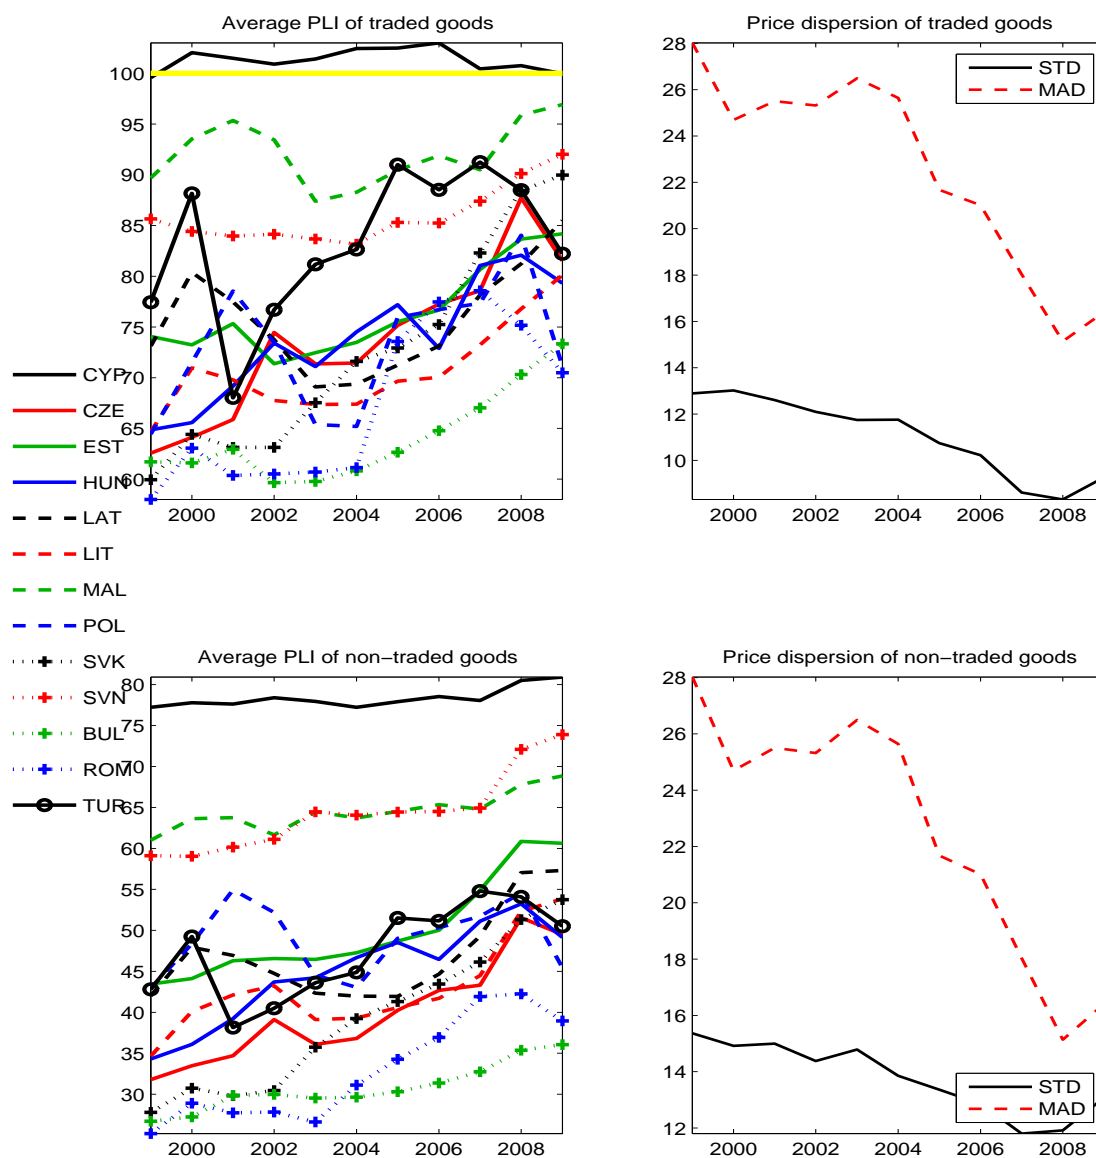 Average PLI of traded goods
100
95
90
85
80
75
70
65
60
2000 2002 2004 2006 2008
Price dispersion of traded goods
28
26
24
22
20
18
16
14
12
10
2000 2002 2004 2006 2008
STD
MAD
CYP
CZE
EST
HUN
LAT
LIT
MAL
POL
SVK
SVN
BUL
ROM
TUR
Average PLI of non-traded goods
80
75
70
65
60
55
50
45
40
35
30
2000 2002 2004 2006 2008
Price dispersion of non-traded goods
28
26
24
22
20
18
16
14
12
2000 2002 2004 2006 2008
STD
MAD